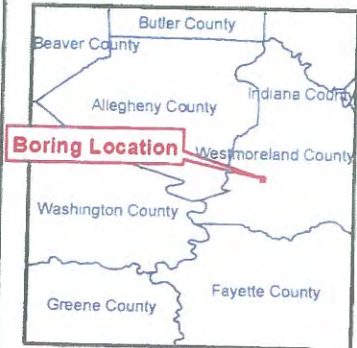 Butler County
Beaver County
Indiana County
Allegheny County
Boring Location
Westmoreland County
Washington County
Fayette County
Greene County